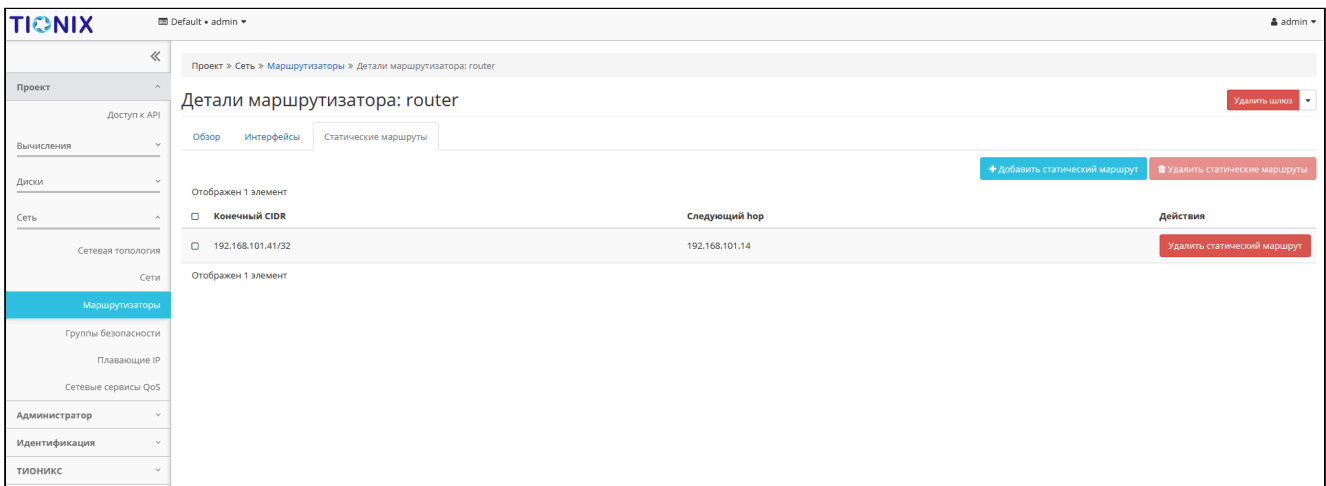 TIONIX
Default • admin
admin
Проект » Сеть » Маршрутизаторы » Детали маршрутизатора: router
Проект
Детали маршрутизатора: router
Удалить шлюз
Доступ к API
Обзор Интерфейсы Статические маршруты
Вычисления
+ Добавить статический маршрут
Удалить статические маршруты
Диски
Отображен 1 элемент
Сеть
Конечный CIDR Следующий hop Действия
192.168.101.41/32 192.168.101.14 Удалить статический маршрут
Сетевая топология
Отображен 1 элемент
Сети
Маршрутизаторы
Группы безопасности
Плавающие IP
Сетевые сервисы QoS
Администратор
Идентификация
ТИОНИКС